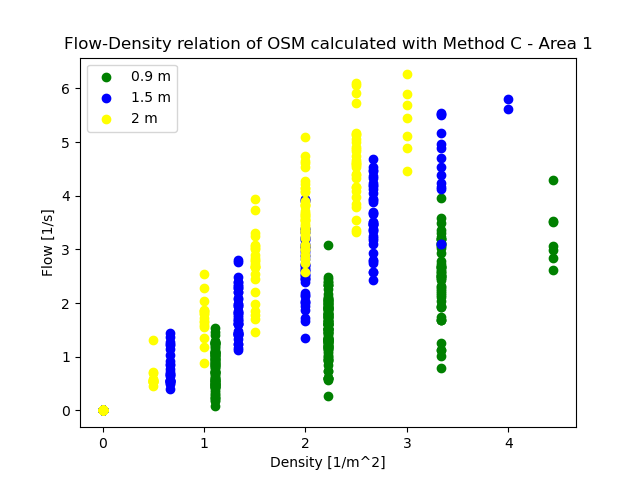 Flow-Density relation of OSM calculated with Method C - Area 1
0.9 m
1.5 m
2 m
6
5
4
3
2
1
0
Flow [1/s]
0 1 2 3 4
Density [1/m^2]